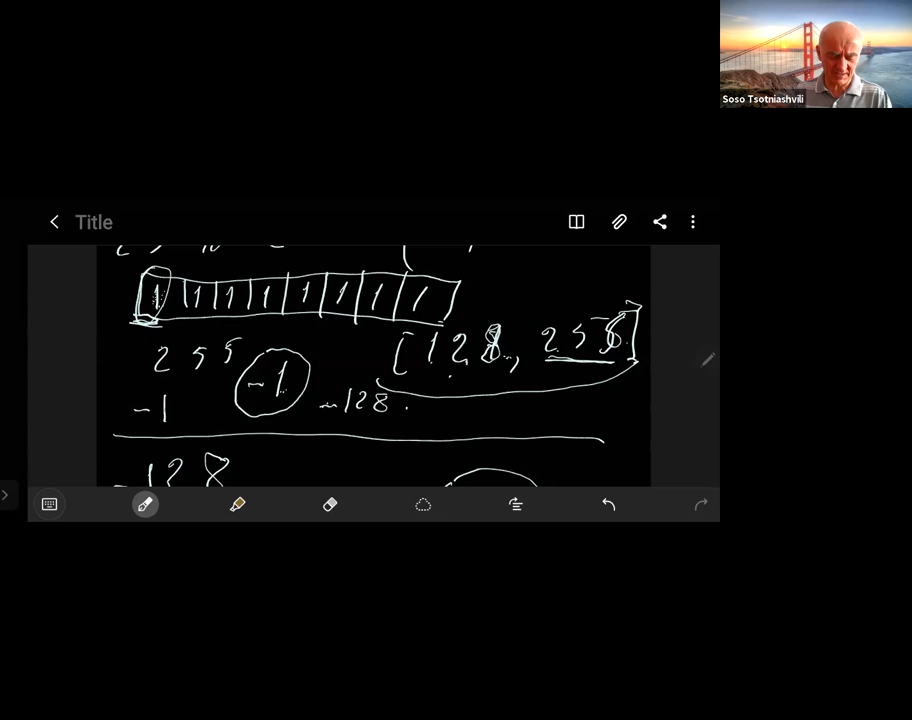 Soso Tsotniashvili
Title
1 1 1 1 1 1 1 1
255 -1 [128, 255]
-1 -128.
-128